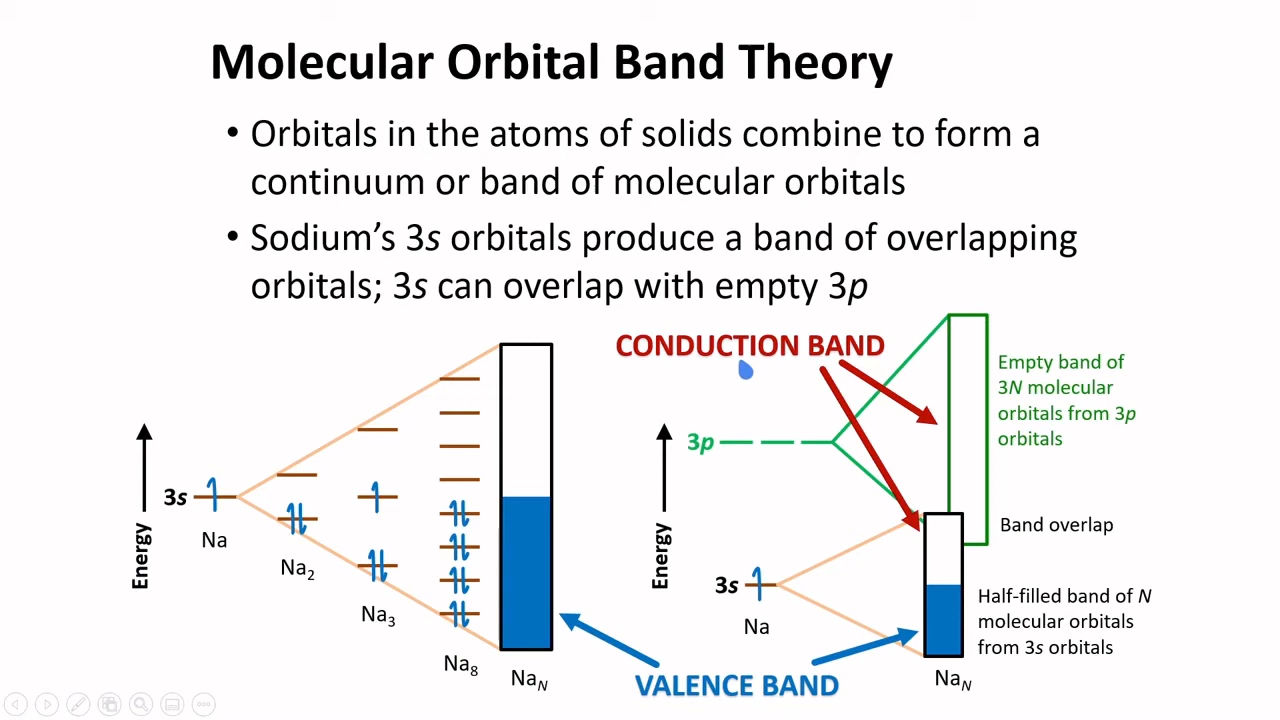 Molecular Orbital Band Theory
• Orbitals in the atoms of solids combine to form a
continuum or band of molecular orbitals
• Sodium’s 3s orbitals produce a band of overlapping
orbitals; 3s can overlap with empty 3p
Energy
3s
Na
Na₂
Na₃
Na₈
Naₙ
CONDUCTION BAND
Energy
3p
3s
Na
Empty band of
3N molecular
orbitals from 3p
orbitals
Band overlap
Half-filled band of N
molecular orbitals
from 3s orbitals
Naₙ
VALENCE BAND